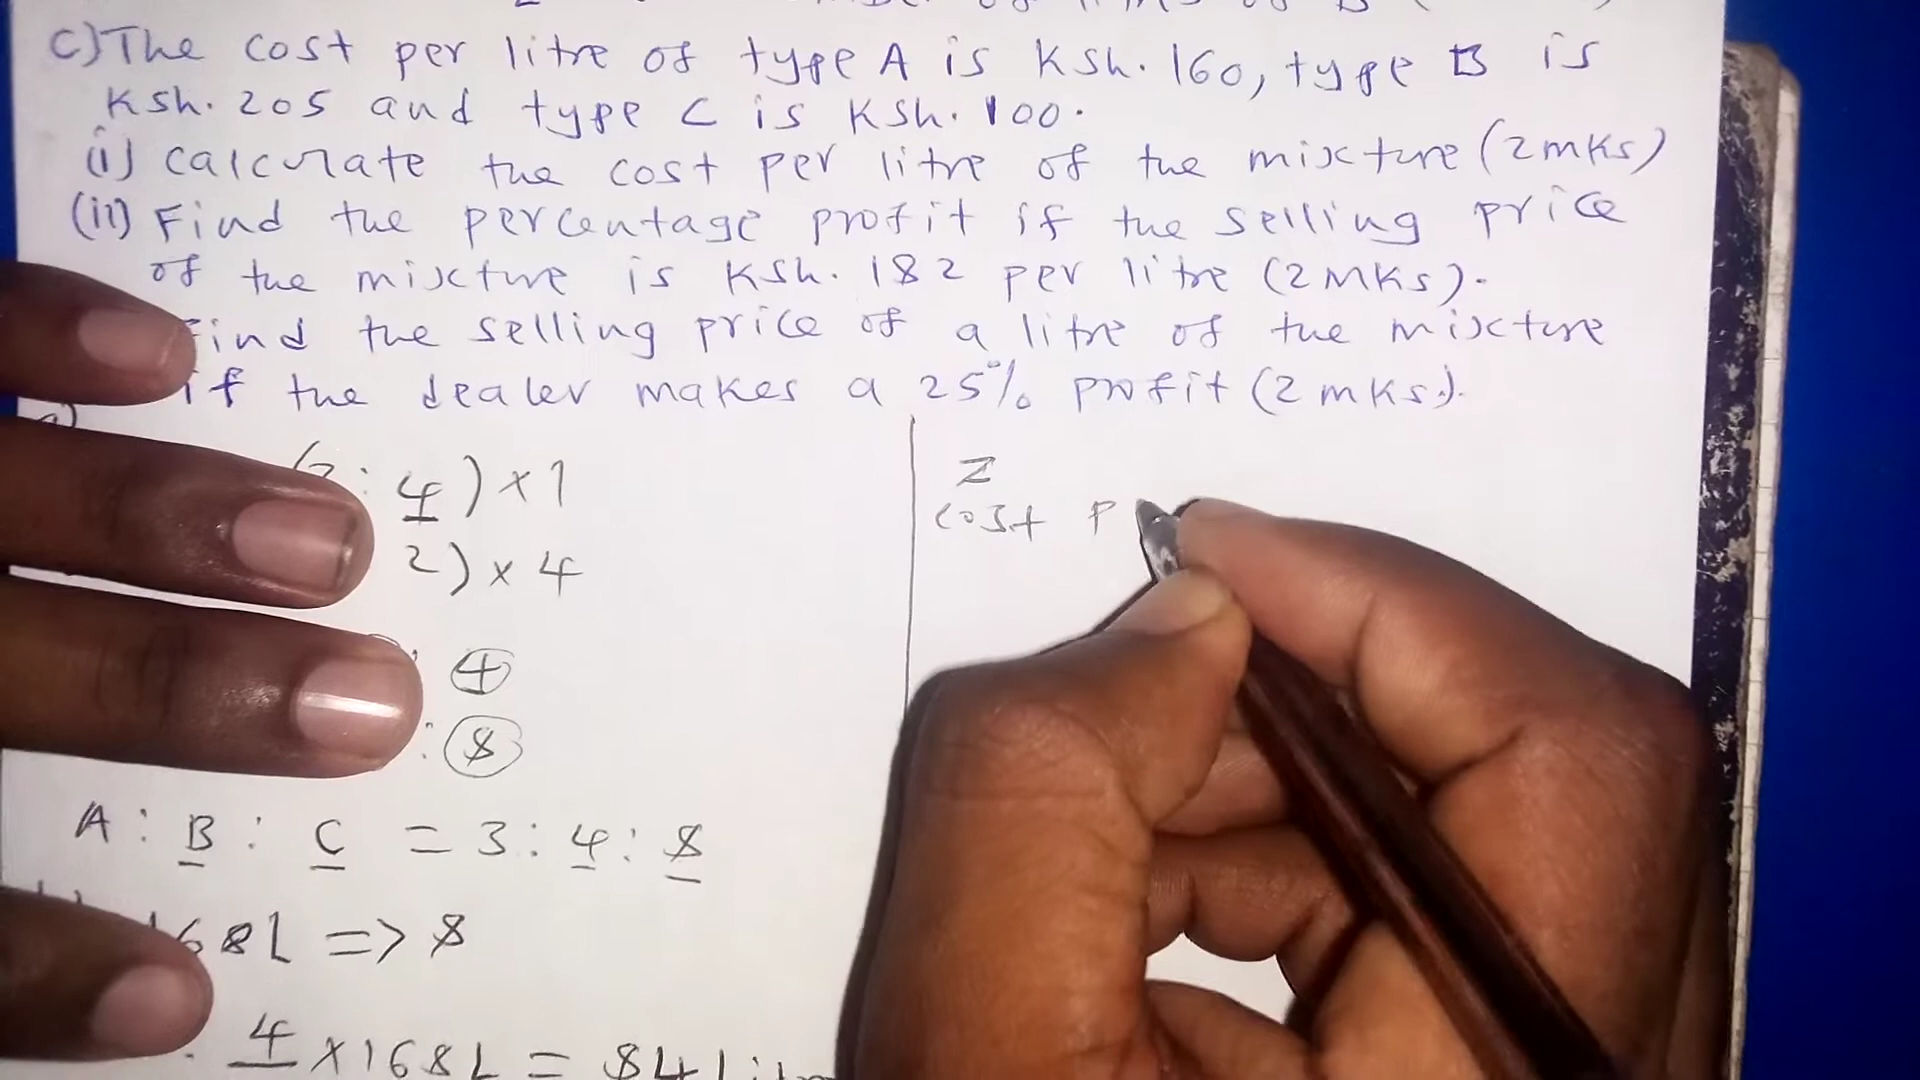 C) The cost per litre of type A is Ksh. 160, type B is
Ksh. 205 and type C is Ksh. 100.
(i) calculate the cost per litre of the mixture (2mks)
(ii) Find the percentage profit if the selling price
of the mixture is Ksh. 182 per litre (2mks).
Find the selling price of a litre of the mixture
if the dealer makes a 25% profit (2mks).
4) x 1
2) x 4
4
: 8
A : B : C = 3 : 4 : 8
168L => 8
4 x 168L = 84 lit
Z
cost P